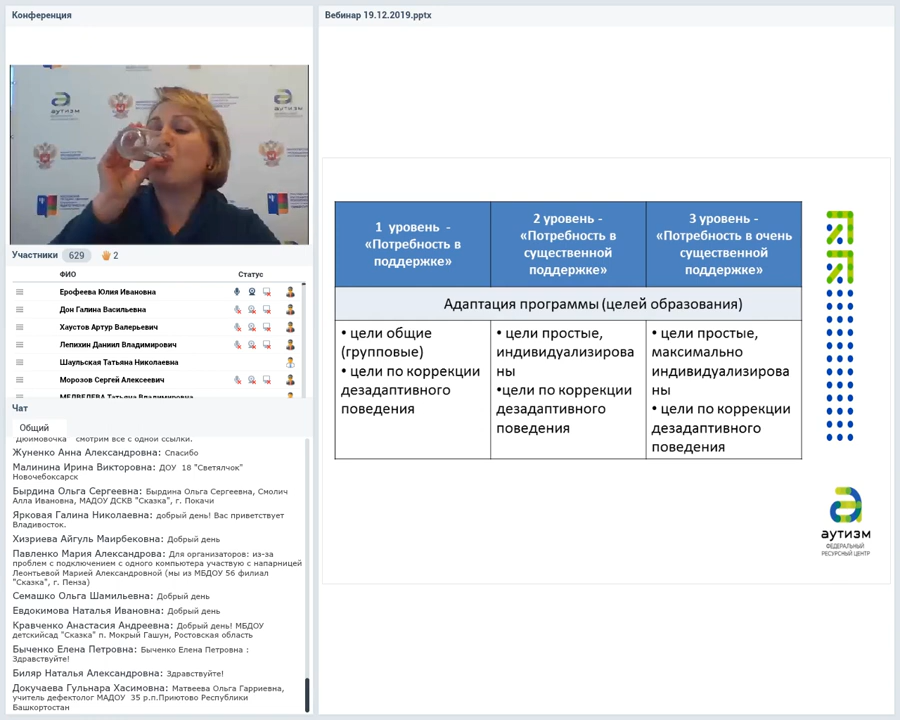 Конференция
Вебинар 19.12.2019.pptx
аутизм
аутизм
Участники 629 2
ФИО Статус
Ерофеева Юлия Ивановна
Дон Галина Васильевна
Хаустов Артур Валерьевич
Лепихин Даниил Владимирович
Шаульская Татьяна Николаевна
Морозов Сергей Алексеевич
МЕДВЕДЕВА Татьяна Владимировна
Чат
Общий
"Дюймовочка" смотрим все с одной ссылки.
Жуненко Анна Александровна: Спасибо
Малинина Ирина Викторовна: ДОУ 18 "Светялчок"
Новочебоксарск
Бырдина Ольга Сергеевна: Бырдина Ольга Сергеевна, Смолич
Алла Ивановна, МАДОУ ДСКВ "Сказка", г. Покачи
Ярковая Галина Николаевна: добрый день! Вас приветствует
Владивосток.
Хизриева Айгуль Маирбековна: Добрый день
Павленко Мария Александрова: Для организаторов: из-за
проблем с подключением с одного компьютера участвую с напарницей
Леонтьевой Марией Александровной (мы из МБДОУ 56 филиал
"Сказка", г. Пенза)
Семашко Ольга Шамильевна: Добрый день
Евдокимова Наталья Ивановна: Добрый день
Кравченко Анастасия Андреевна: Добрый день! МБДОУ
детскийсад "Сказка" п. Мокрый Гашун, Ростовская область
Быченко Елена Петровна: Быченко Елена Петровна :
Здравствуйте!
Биляр Наталья Александровна: Здравствуйте!
Докучаева Гульнара Хасимовна: Матвеева Ольга Гарриевна,
учитель дефектолог МАДОУ 35 р.п.Приютово Республики
Башкортостан
1 уровень -
«Потребность в
поддержке»
2 уровень -
«Потребность в
существенной
поддержке»
3 уровень -
«Потребность в очень
существенной
поддержке»
Адаптация программы (целей образования)
• цели общие
(групповые)
• цели по коррекции
дезадаптивного
поведения
• цели простые,
индивидуализирова
ны
•цели по коррекции
дезадаптивного
поведения
• цели простые,
максимально
индивидуализирова
ны
• цели по коррекции
дезадаптивного
поведения
аутизм
ФЕДЕРАЛЬНЫЙ
РЕСУРСНЫЙ ЦЕНТР